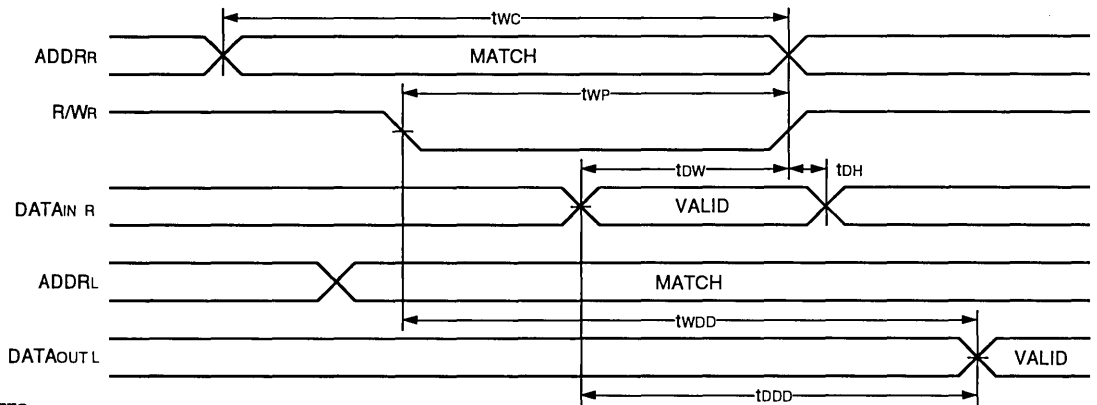 tWC
ADDRR MATCH
tWP
R/WR
tDW tDH
DATAIN R VALID
ADDRL MATCH
tWDD
DATAOUT L VALID
tDDD